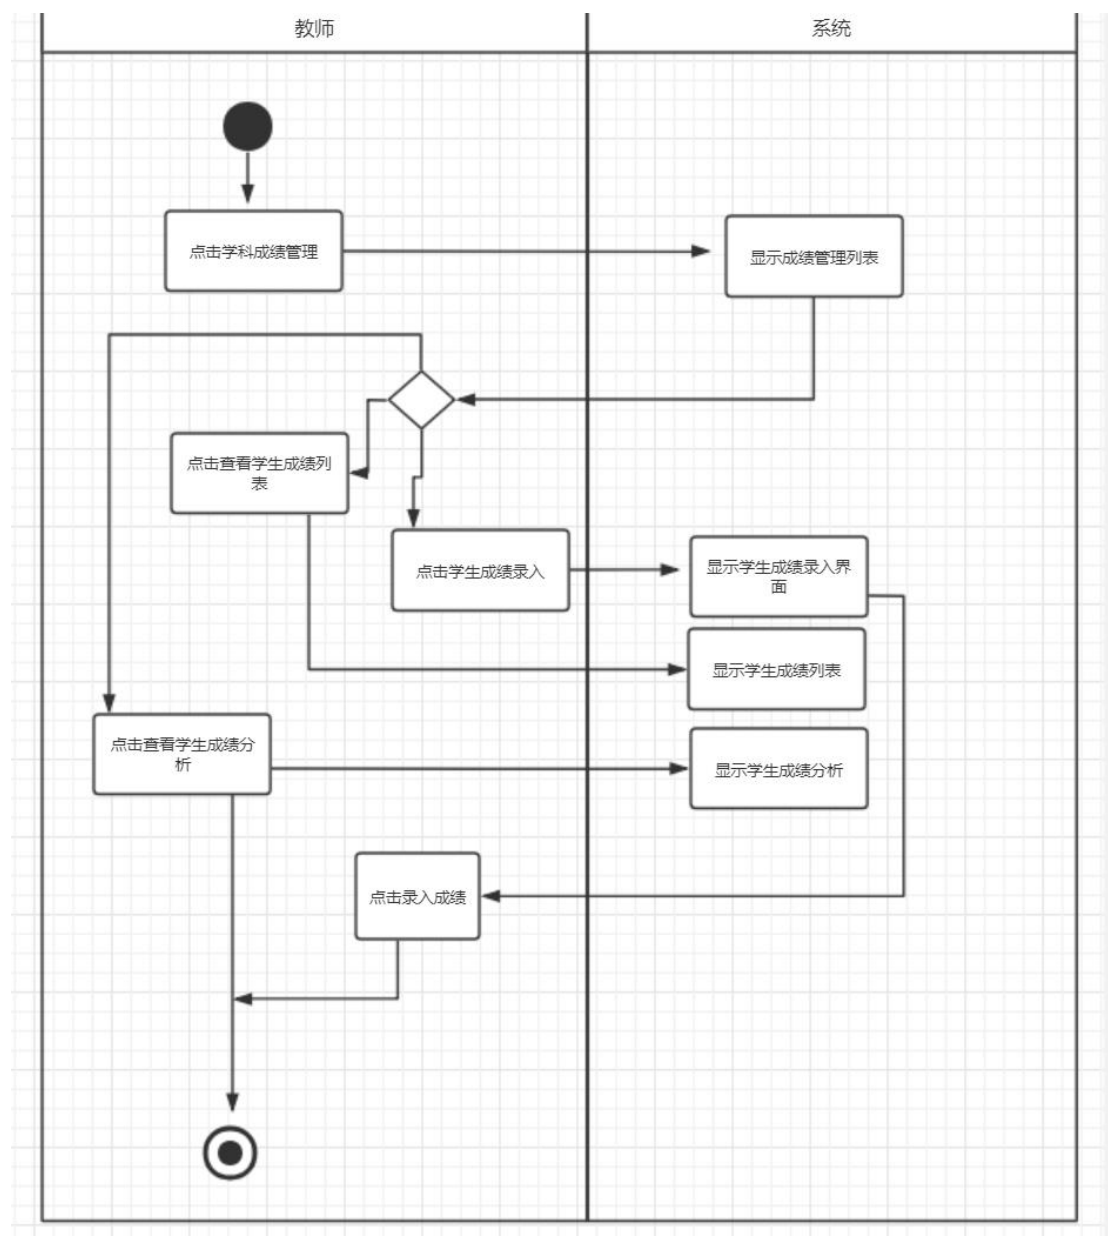 教师
系统
点击学科成绩管理
显示成绩管理列表
点击查看学生成绩列
表
点击学生成绩录入
显示学生成绩录入界
面
显示学生成绩列表
点击查看学生成绩分
析
显示学生成绩分析
点击录入成绩